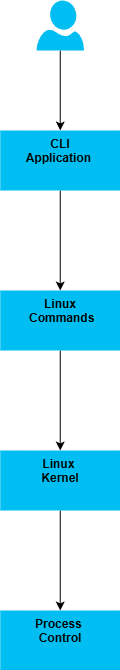 CLI
Application
Linux
Commands
Linux
Kernel
Process
Control